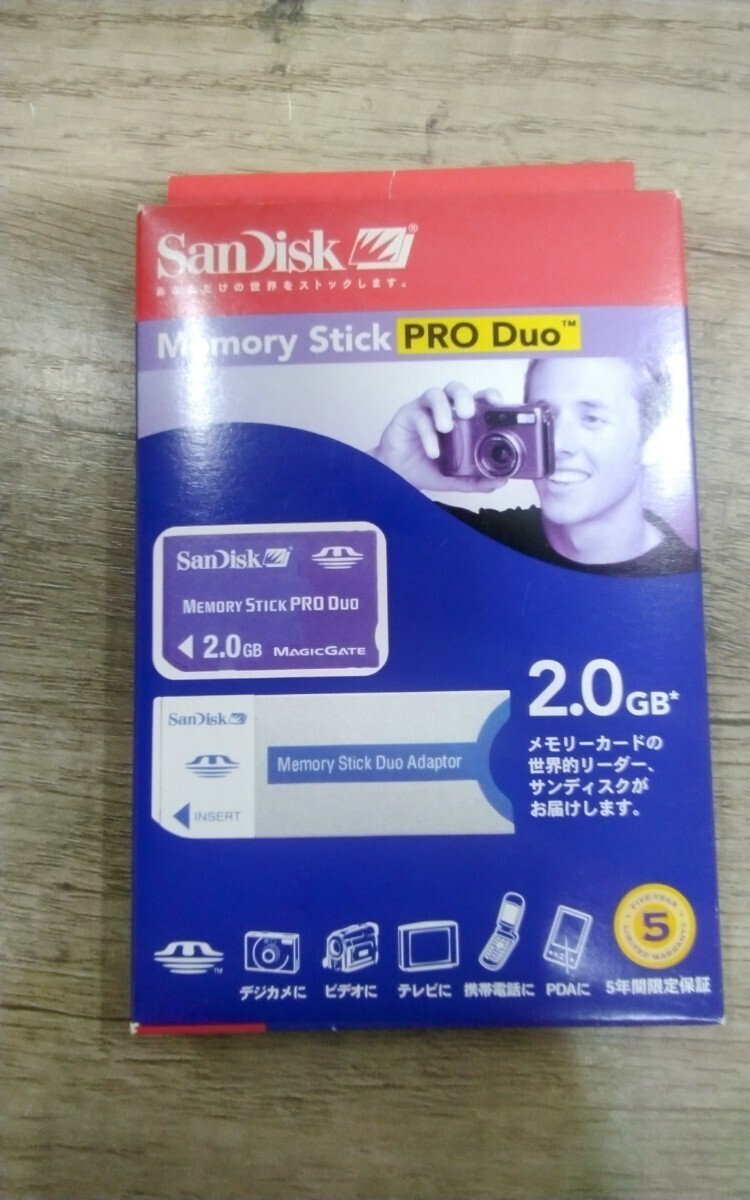 SanDisk®
あなただけの世界をストックします。
Memory Stick PRO Duo™
SanDisk
MEMORY STICK PRO DUO
2.0GB MAGICGATE
SanDisk
Memory Stick Duo Adaptor
INSERT
2.0GB*
メモリーカードの
世界的リーダー、
サンディスクが
お届けします。
FIVE-YEAR
5
LIMITED WARRANTY
TM
デジカメに ビデオに テレビに 携帯電話に PDAに 5年間限定保証